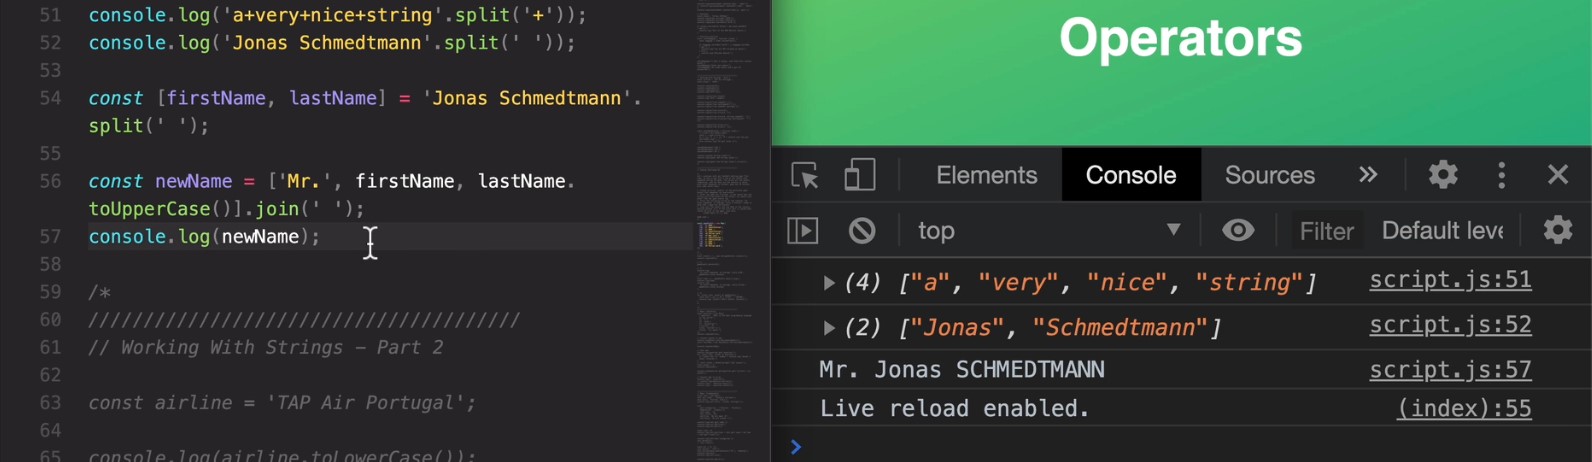 51 console.log('a+very+nice+string'.split('+'));
52 console.log('Jonas Schmedtmann'.split(' '));
53
54 const [firstName, lastName] = 'Jonas Schmedtmann'.
split(' ');
55
56 const newName = ['Mr.', firstName, lastName.
toUpperCase()].join(' ');
57 console.log(newName);
58
59 /*
60 ///////////////////////////////////////
61 // Working With Strings - Part 2
62
63 const airline = 'TAP Air Portugal';
64
65 console.log(airline.toLowerCase());
Operators
Elements Console Sources »
top Filter Default leve
(4) ["a", "very", "nice", "string"] script.js:51
(2) ["Jonas", "Schmedtmann"] script.js:52
Mr. Jonas SCHMEDTMANN script.js:57
Live reload enabled. (index):55